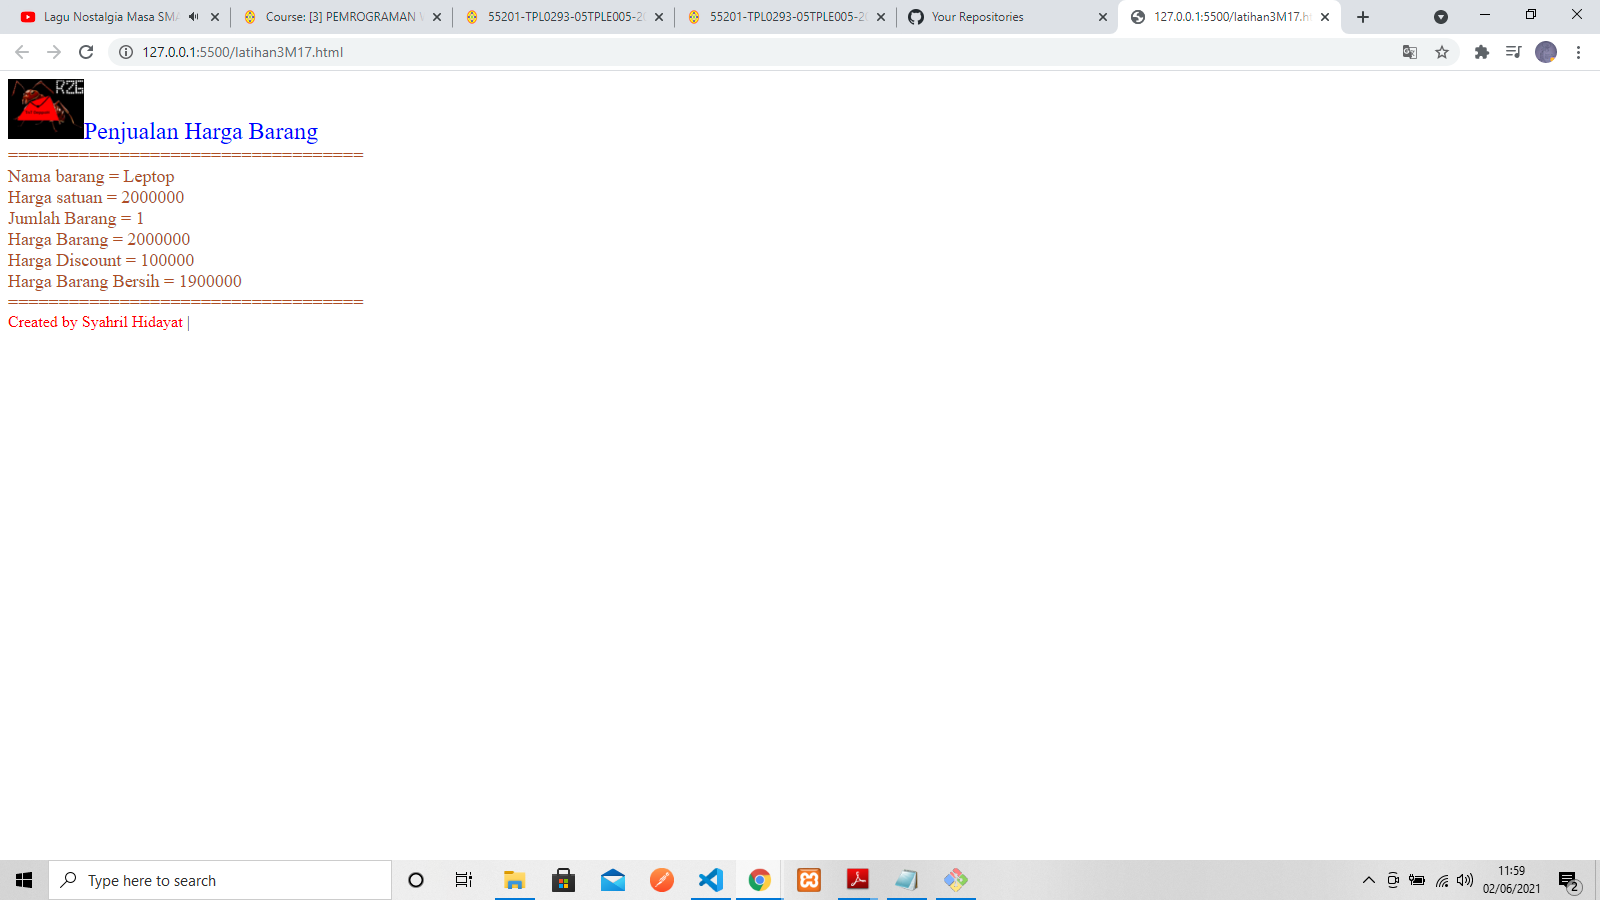 Lagu Nostalgia Masa SMA
Course: [3] PEMROGRAMAN
55201-TPL0293-05TPLE005-2
55201-TPL0293-05TPLE005-2
Your Repositories
127.0.0.1:5500/latihan3M17.h
127.0.0.1:5500/latihan3M17.html
RZG
Penjualan Harga Barang
===================================
Nama barang = Leptop
Harga satuan = 2000000
Jumlah Barang = 1
Harga Barang = 2000000
Harga Discount = 100000
Harga Barang Bersih = 1900000
===================================
Created by Syahril Hidayat |
Type here to search
11:59
02/06/2021
2